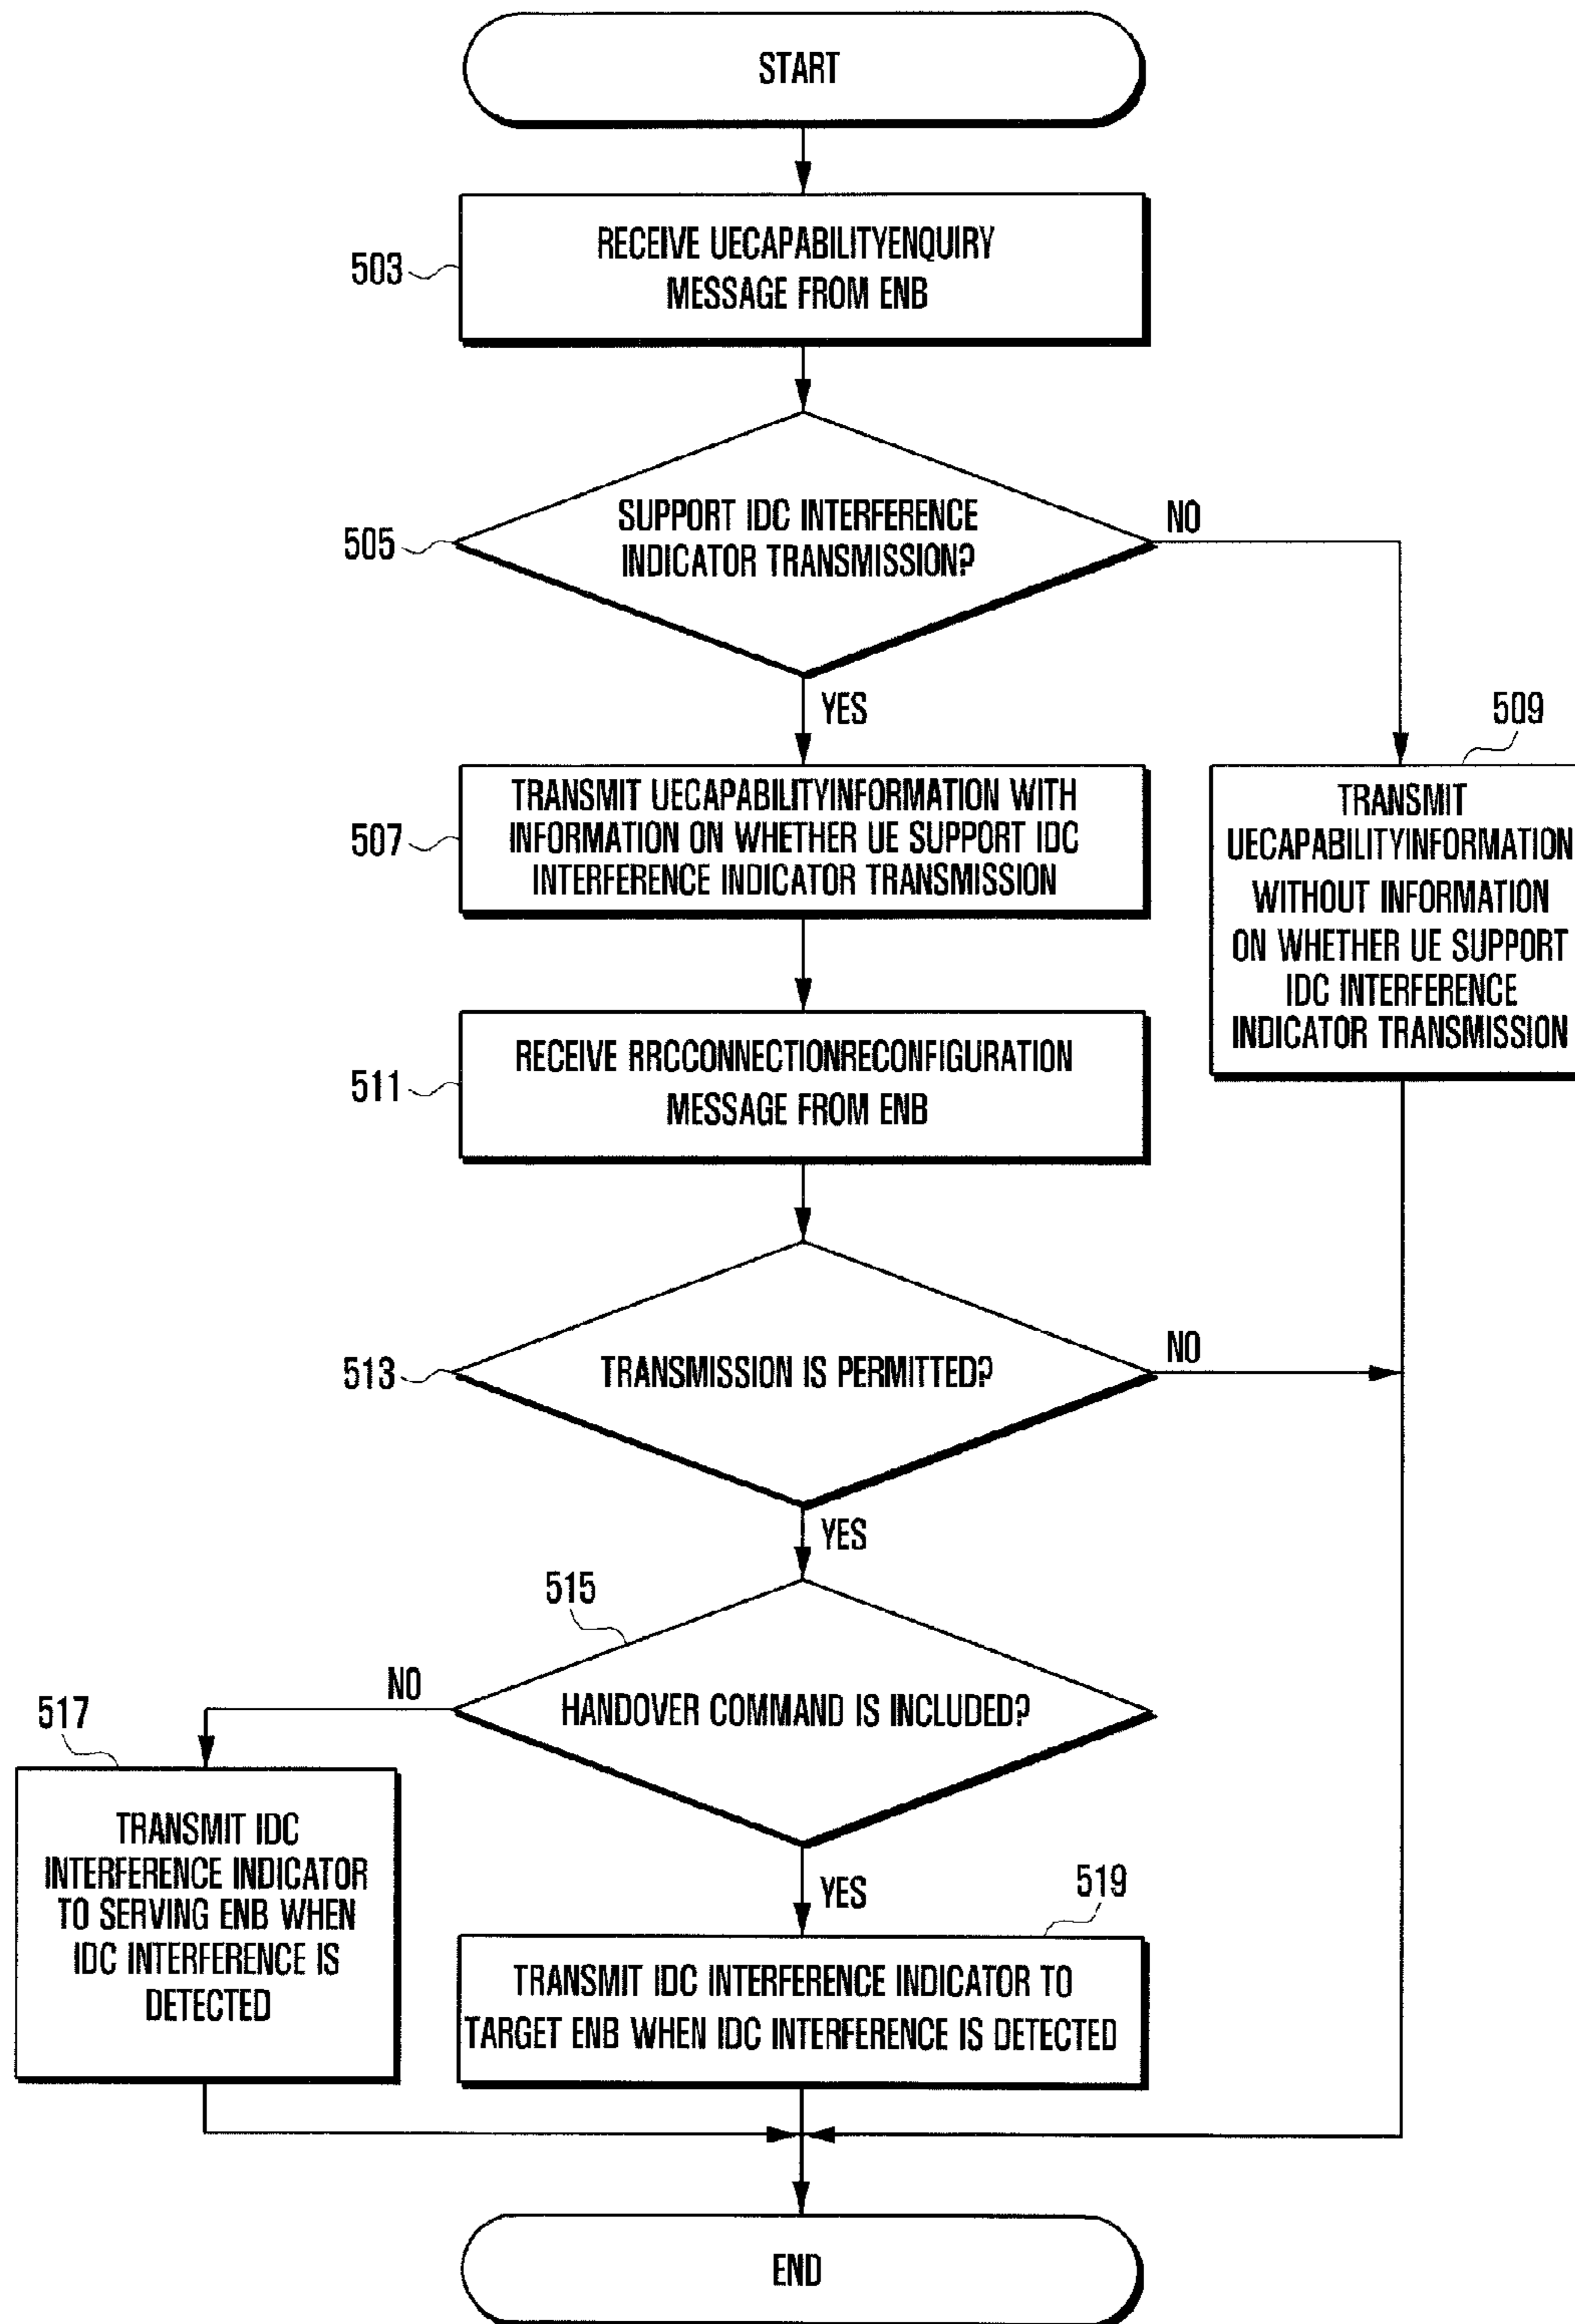 START
503
RECEIVE UECAPABILITYENQUIRY
MESSAGE FROM ENB
505
SUPPORT IDC INTERFERENCE
INDICATOR TRANSMISSION?
NO
YES
507
TRANSMIT UECAPABILITYINFORMATION WITH
INFORMATION ON WHETHER UE SUPPORT IDC
INTERFERENCE INDICATOR TRANSMISSION
509
TRANSMIT
UECAPABILITYINFORMATION
WITHOUT INFORMATION
ON WHETHER UE SUPPORT
IDC INTERFERENCE
INDICATOR TRANSMISSION
511
RECEIVE RRCCONNECTIONRECONFIGURATION
MESSAGE FROM ENB
513
TRANSMISSION IS PERMITTED?
NO
YES
515
HANDOVER COMMAND IS INCLUDED?
NO
YES
517
TRANSMIT IDC
INTERFERENCE INDICATOR
TO SERVING ENB WHEN
IDC INTERFERENCE IS
DETECTED
519
TRANSMIT IDC INTERFERENCE INDICATOR TO
TARGET ENB WHEN IDC INTERFERENCE IS DETECTED
END